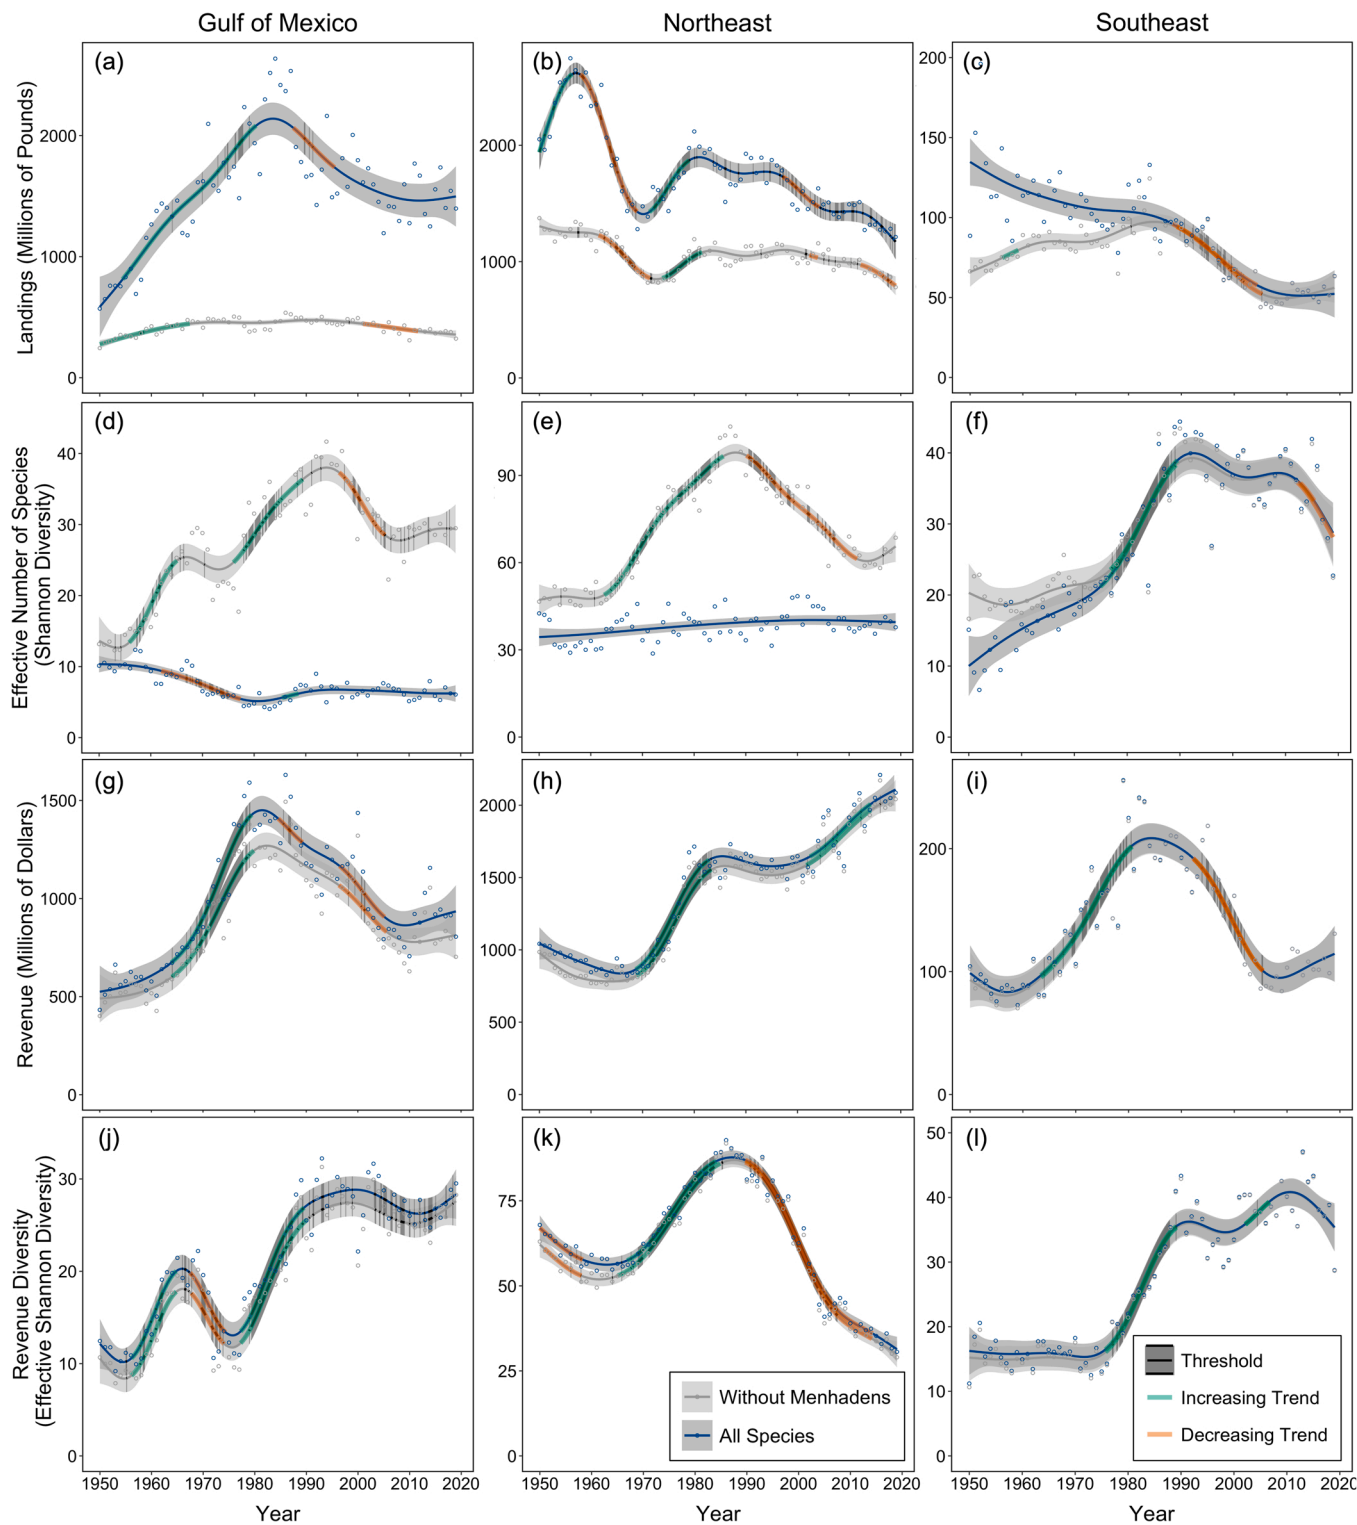 Gulf of Mexico Northeast Southeast
Landings (Millions of Pounds)
(a)
2000
1000
0
(b)
2000
1000
0
(c)
200
150
100
50
0
Effective Number of Species
(Shannon Diversity)
(d)
40
30
20
10
0
(e)
90
60
30
0
(f)
40
30
20
10
0
Revenue (Millions of Dollars)
(g)
1500
1000
500
0
(h)
2000
1500
1000
500
0
(i)
200
100
0
Revenue Diversity
(Effective Shannon Diversity)
(j)
30
20
10
0
(k)
75
50
25
0
Without Menhadens
All Species
(l)
50
40
30
20
10
0
Threshold
Increasing Trend
Decreasing Trend
1950 1960 1970 1980 1990 2000 2010 2020
1950 1960 1970 1980 1990 2000 2010 2020
1950 1960 1970 1980 1990 2000 2010 2020
Year Year Year